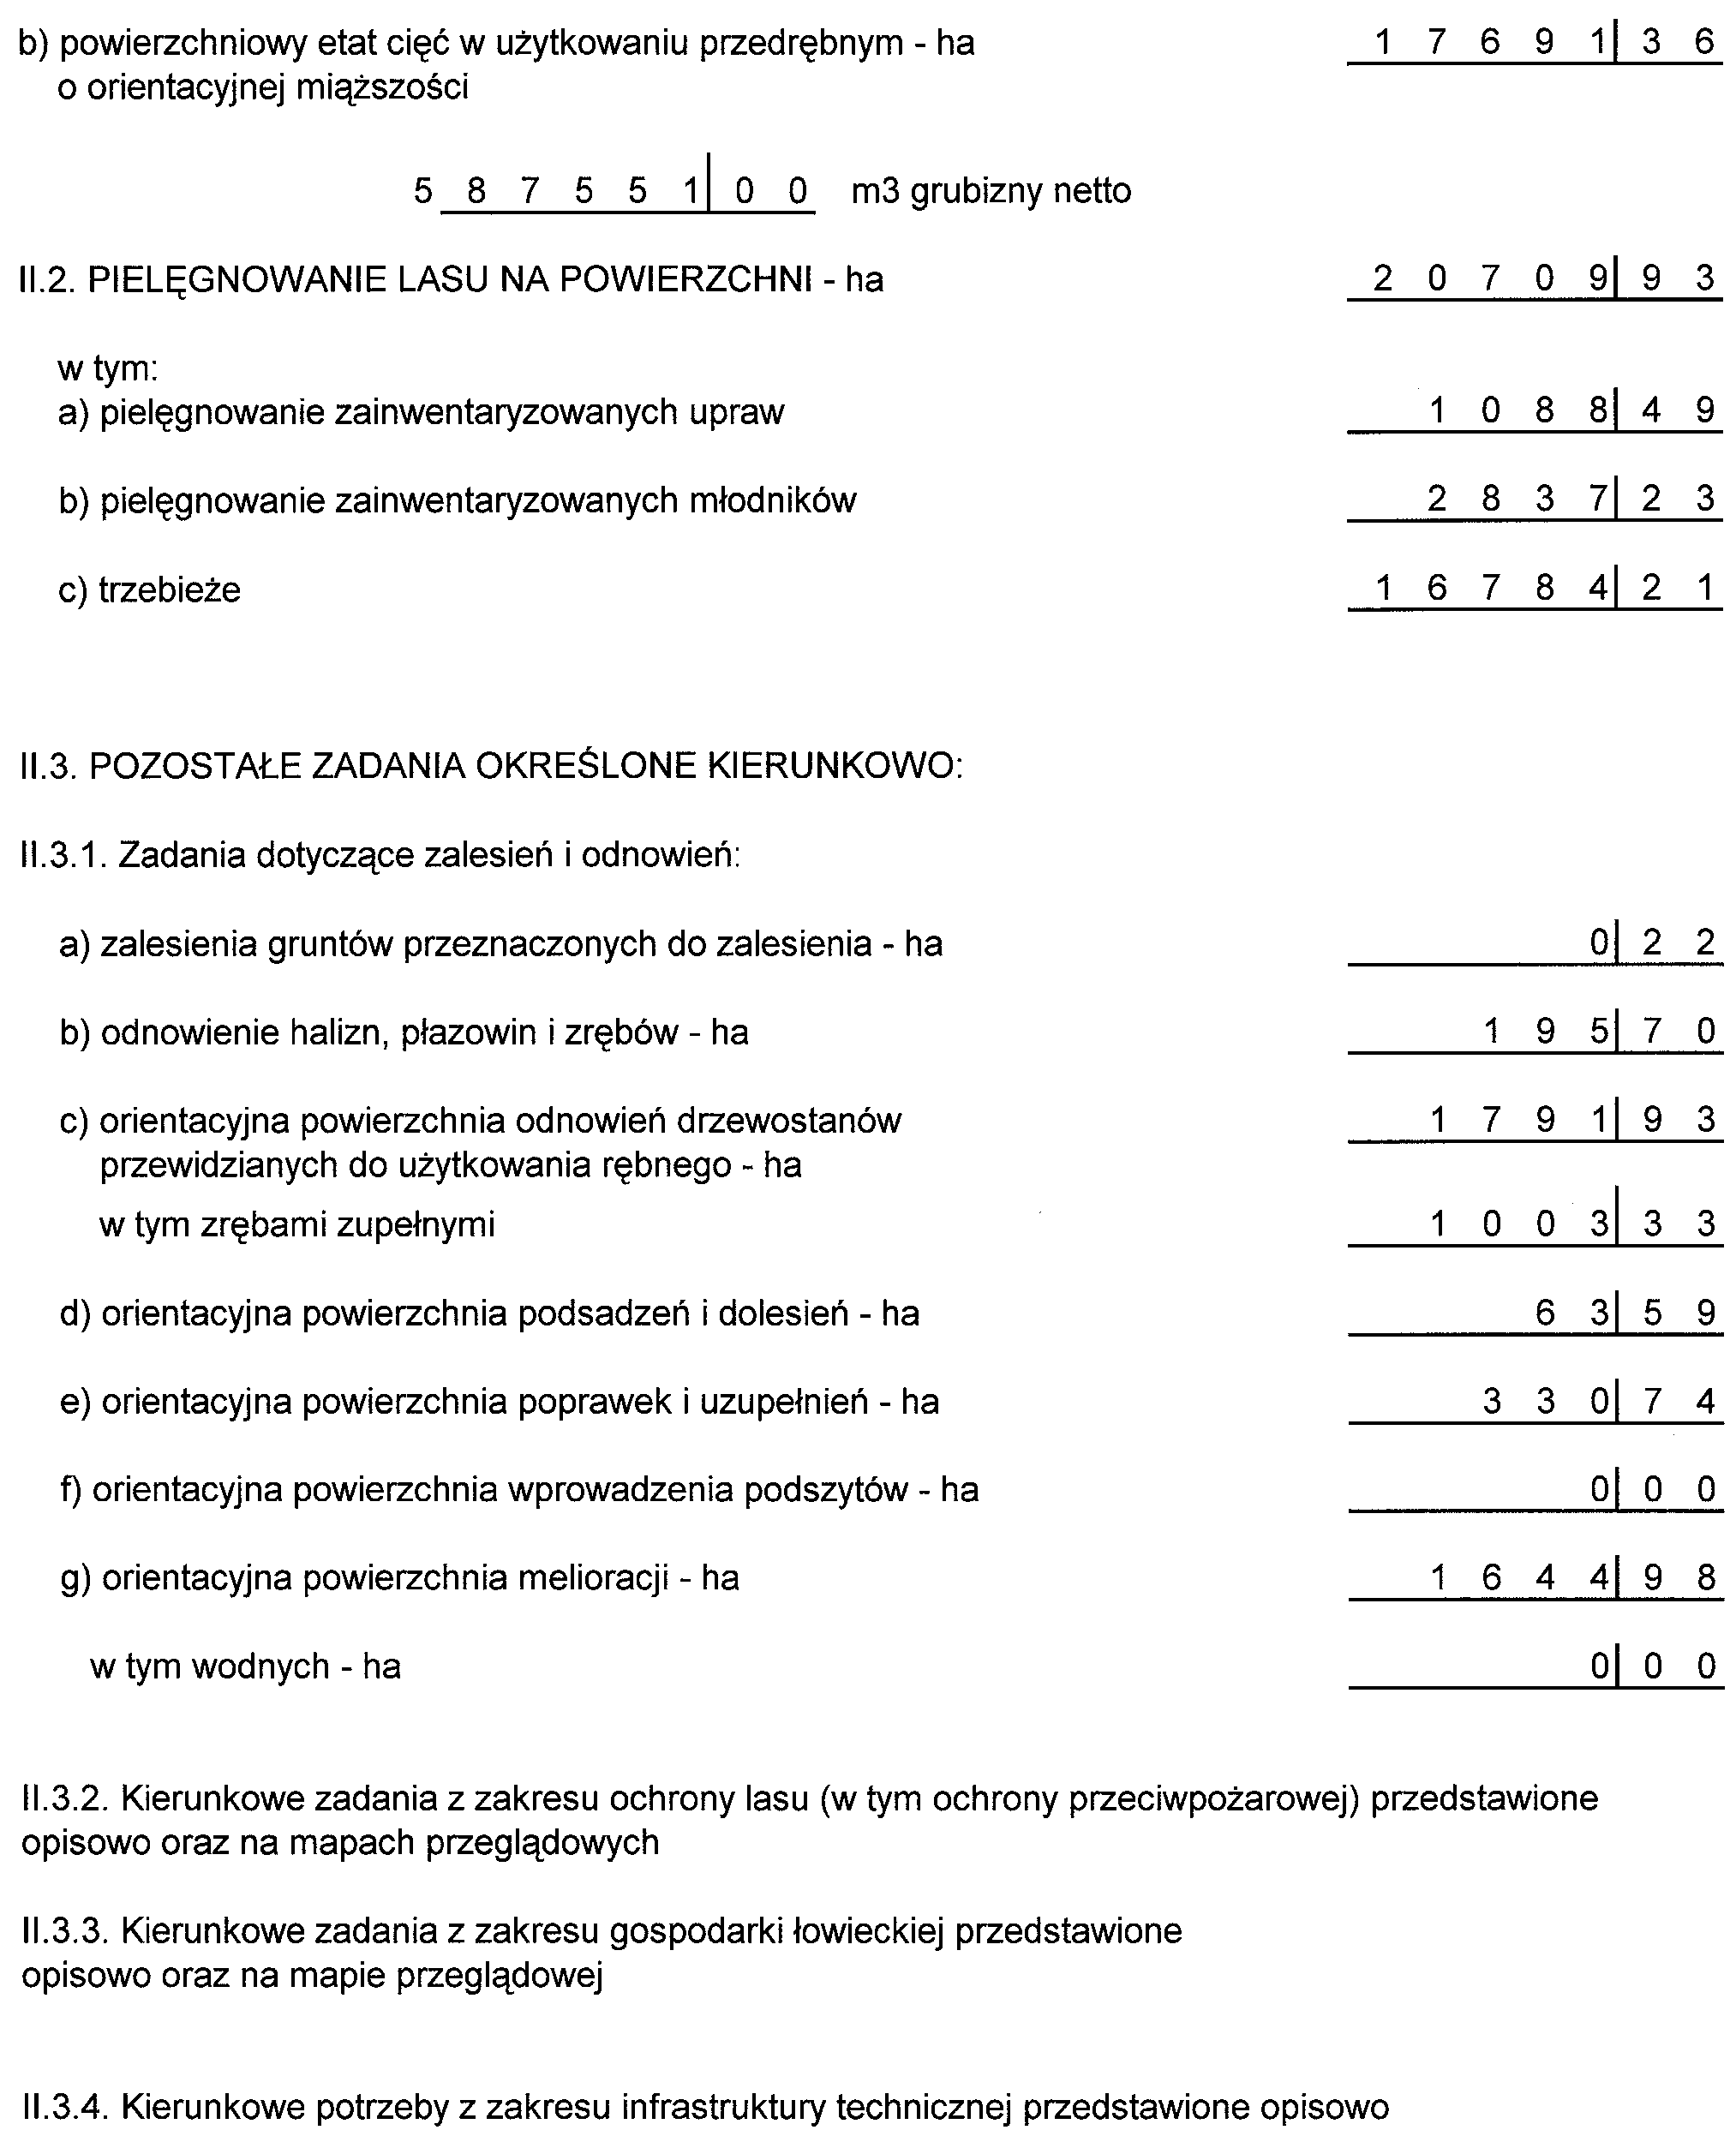 b) powierzchniowy etat cięć w użytkowaniu przedrębnym - ha 1 7 6 9 1| 3 6
o orientacyjnej miąższości
5 8 7 5 5 1| 0 0 m3 grubizny netto
II.2. PIELĘGNOWANIE LASU NA POWIERZCHNI - ha 2 0 7 0 9| 9 3
w tym:
a) pielęgnowanie zainwentaryzowanych upraw 1 0 8 8| 4 9
b) pielęgnowanie zainwentaryzowanych młodników 2 8 3 7| 2 3
c) trzebieże 1 6 7 8 4| 2 1
II.3. POZOSTAŁE ZADANIA OKREŚLONE KIERUNKOWO:
II.3.1. Zadania dotyczące zalesień i odnowień:
a) zalesienia gruntów przeznaczonych do zalesienia - ha 0| 2 2
b) odnowienie halizn, płazowin i zrębów - ha 1 9 5| 7 0
c) orientacyjna powierzchnia odnowień drzewostanów 1 7 9 1| 9 3
przewidzianych do użytkowania rębnego - ha
w tym zrębami zupełnymi 1 0 0 3| 3 3
d) orientacyjna powierzchnia podsadzeń i dolesień - ha 6 3| 5 9
e) orientacyjna powierzchnia poprawek i uzupełnień - ha 3 3 0| 7 4
f) orientacyjna powierzchnia wprowadzenia podszytów - ha 0| 0 0
g) orientacyjna powierzchnia melioracji - ha 1 6 4 4| 9 8
w tym wodnych - ha 0| 0 0
II.3.2. Kierunkowe zadania z zakresu ochrony lasu (w tym ochrony przeciwpożarowej) przedstawione
opisowo oraz na mapach przeglądowych
II.3.3. Kierunkowe zadania z zakresu gospodarki łowieckiej przedstawione
opisowo oraz na mapie przeglądowej
II.3.4. Kierunkowe potrzeby z zakresu infrastruktury technicznej przedstawione opisowo